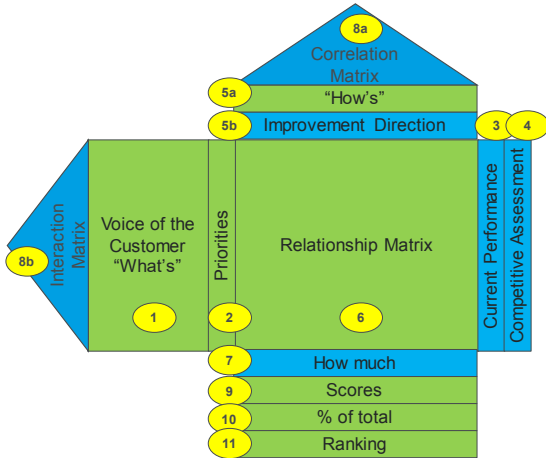 8a
Correlation
Matrix
5a
“How's”
5b
Improvement Direction
3
4
8b
Interaction
Matrix
Voice of the
Customer
“What's”
1
Priorities
2
Relationship Matrix
6
Current Performance
Competitive Assessment
7
How much
9
Scores
10
% of total
11
Ranking